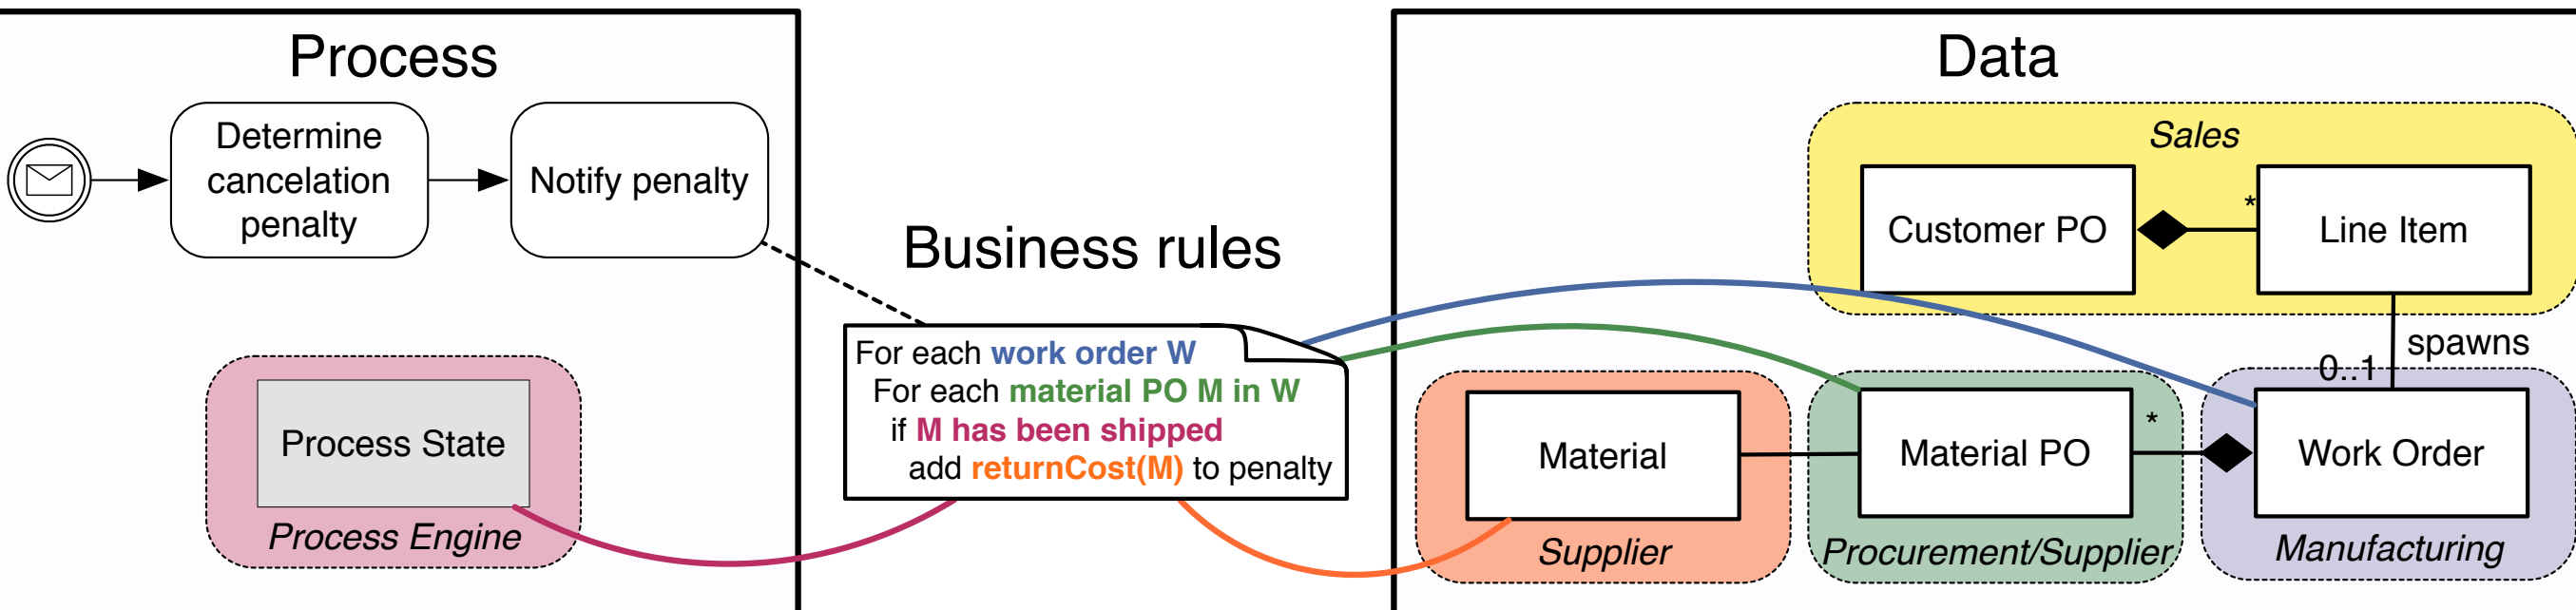 Process
Determine
cancelation
penalty
Notify penalty
Process State
Process Engine
Business rules
For each work order W
For each material PO M in W
if M has been shipped
add returnCost(M) to penalty
Data
Sales
Customer PO
*
Line Item
spawns
0..1
Material
Supplier
Material PO
*
Procurement/Supplier
Work Order
Manufacturing